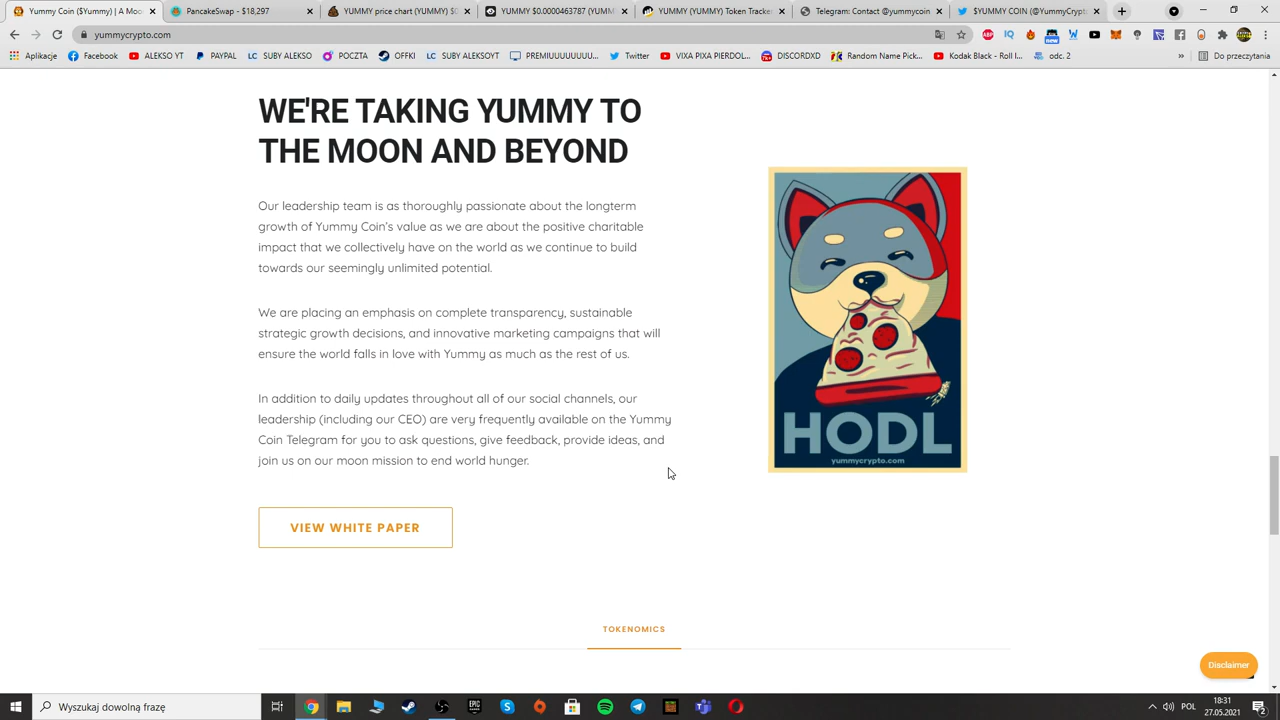 Yummy Coin ($Yummy) | A Moo
PancakeSwap - $18,297
Yummy price chart (YUMMY) $0
YUMMY $0.0000463787 (YUMM
YUMMY (YUMMY) Token Tracke
Telegram: Contact @yummycoin
$YUMMY COIN (@YummyCrypto
yummycrypto.com
Aplikacje
Facebook
ALEKSO YT
PAYPAL
LC SUBY ALEKSO
OFFKI
LC SUBY ALEKSOYT
PREMIEUUUUUU...
Twitter
VIXA PIXA PIERDOL...
DISCORDXD
Random Name Pick...
Kodak Black - Roll I...
odc. 2
»
Do przeczytania
WE'RE TAKING YUMMY TO
THE MOON AND BEYOND
Our leadership team is as thoroughly passionate about the longterm
growth of Yummy Coin's value as we are about the positive charitable
impact that we collectively have on the world as we continue to build
towards our seemingly unlimited potential.
We are placing an emphasis on complete transparency, sustainable
strategic growth decisions, and innovative marketing campaigns that will
ensure the world falls in love with Yummy as much as the rest of us.
In addition to daily updates throughout all of our social channels, our
leadership (including our CEO) are very frequently available on the Yummy
Coin Telegram for you to ask questions, give feedback, provide ideas, and
join us on our moon mission to end world hunger.
HODL
yummycrypto.com
VIEW WHITE PAPER
TOKENOMICS
Disclaimer
Wyszukaj dowolną frazę
POL
18:31
27.05.2021